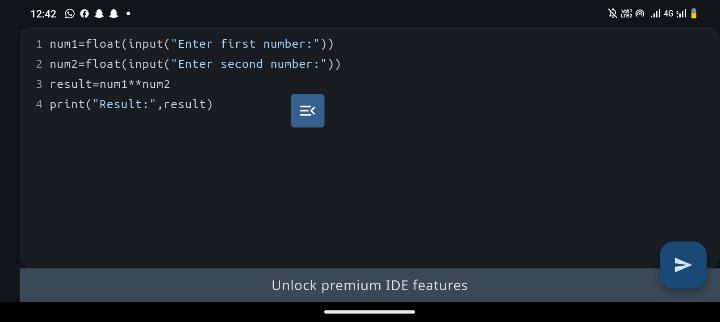 12:42
4G
1 num1=float(input("Enter first number:"))
2 num2=float(input("Enter second number:"))
3 result=num1**num2
4 print("Result:",result)
Unlock premium IDE features